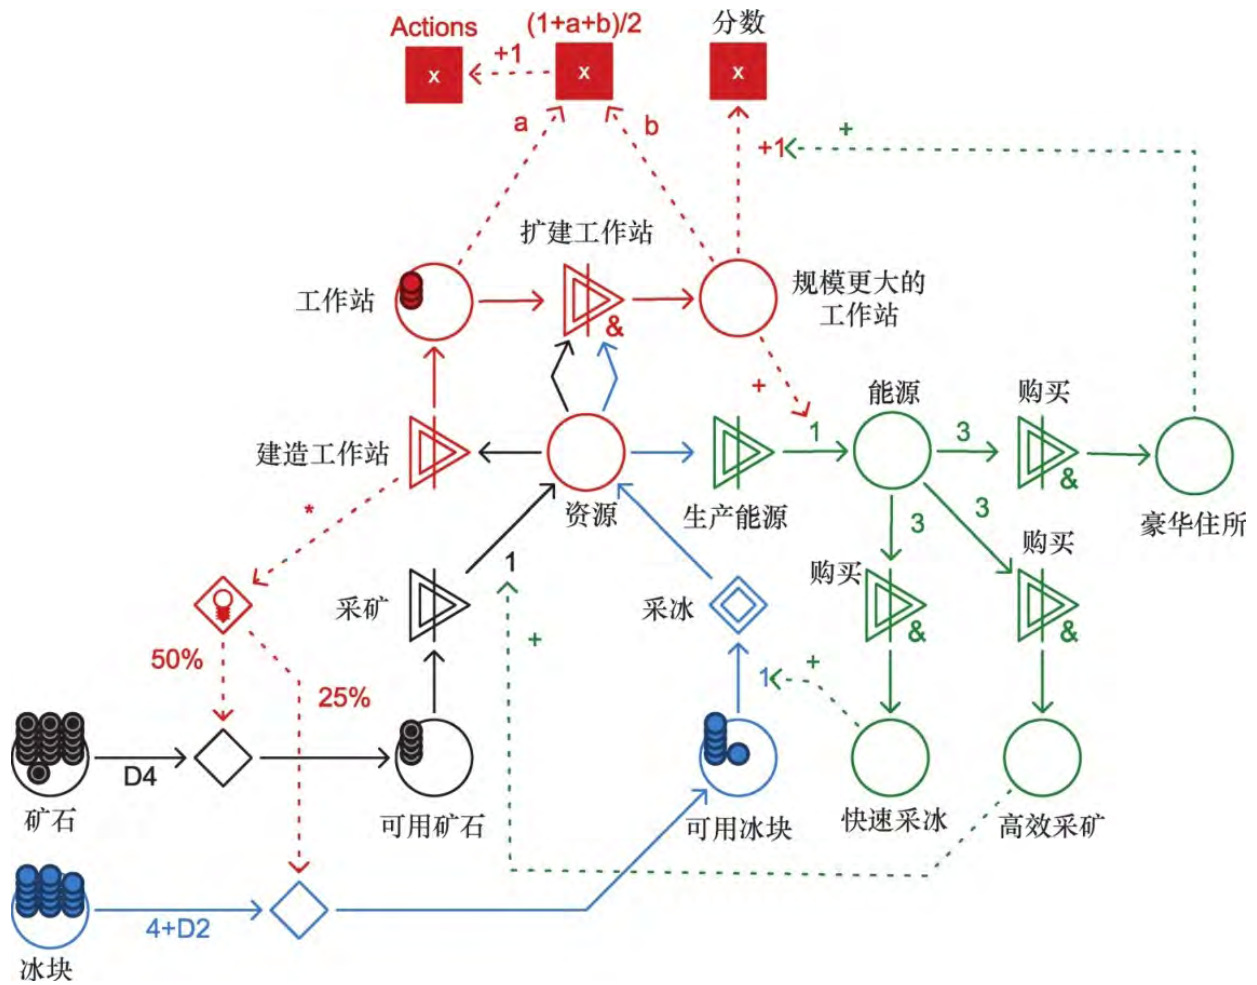 Actions
(1+a+b)/2
分数
x
+1
x
x
a
b
+1
+
扩建工作站
工作站
&
规模更大的
工作站
+
能源
购买
建造工作站
1
3
&
资源
生产能源
豪华住所
*
3
3
购买
购买
1
采矿
采冰
&
&
50%
+
25%
1
+
D4
矿石
可用矿石
可用冰块
快速采冰
高效采矿
4+D2
冰块